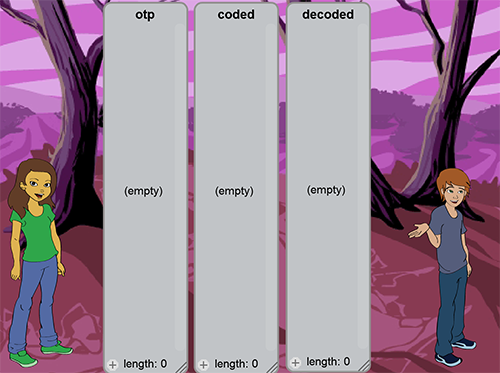 otp
coded
decoded
(empty)
(empty)
(empty)
+ length: 0
+ length: 0
+ length: 0